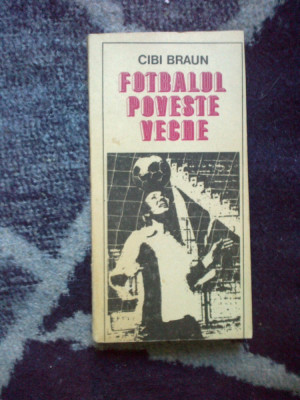 CIBI BRAUN
FOTBALUL
POVESTE
VECHE